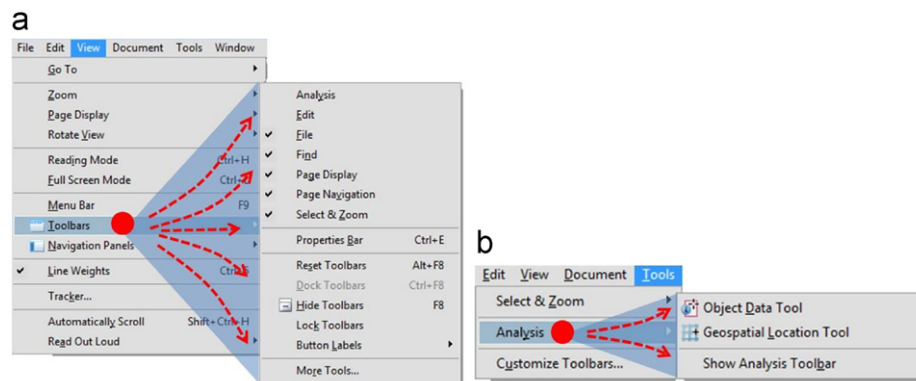 a
File Edit View Document Tools Window
Go To
Zoom
Page Display
Rotate View
Reading Mode Ctrl+H
Full Screen Mode
Menu Bar F9
Toolbars
Navigation Panels
Line Weights
Tracker...
Automatically Scroll Shift+Ctrl+H
Read Out Loud
Analysis
Edit
File
Find
Page Display
Page Navigation
Select & Zoom
Properties Bar Ctrl+E
Reset Toolbars Alt+F8
Dock Toolbars Ctrl+F8
Hide Toolbars F8
Lock Toolbars
Button Labels
More Tools...
b
Edit View Document Tools
Select & Zoom
Analysis
Customize Toolbars...
Object Data Tool
Geospatial Location Tool
Show Analysis Toolbar